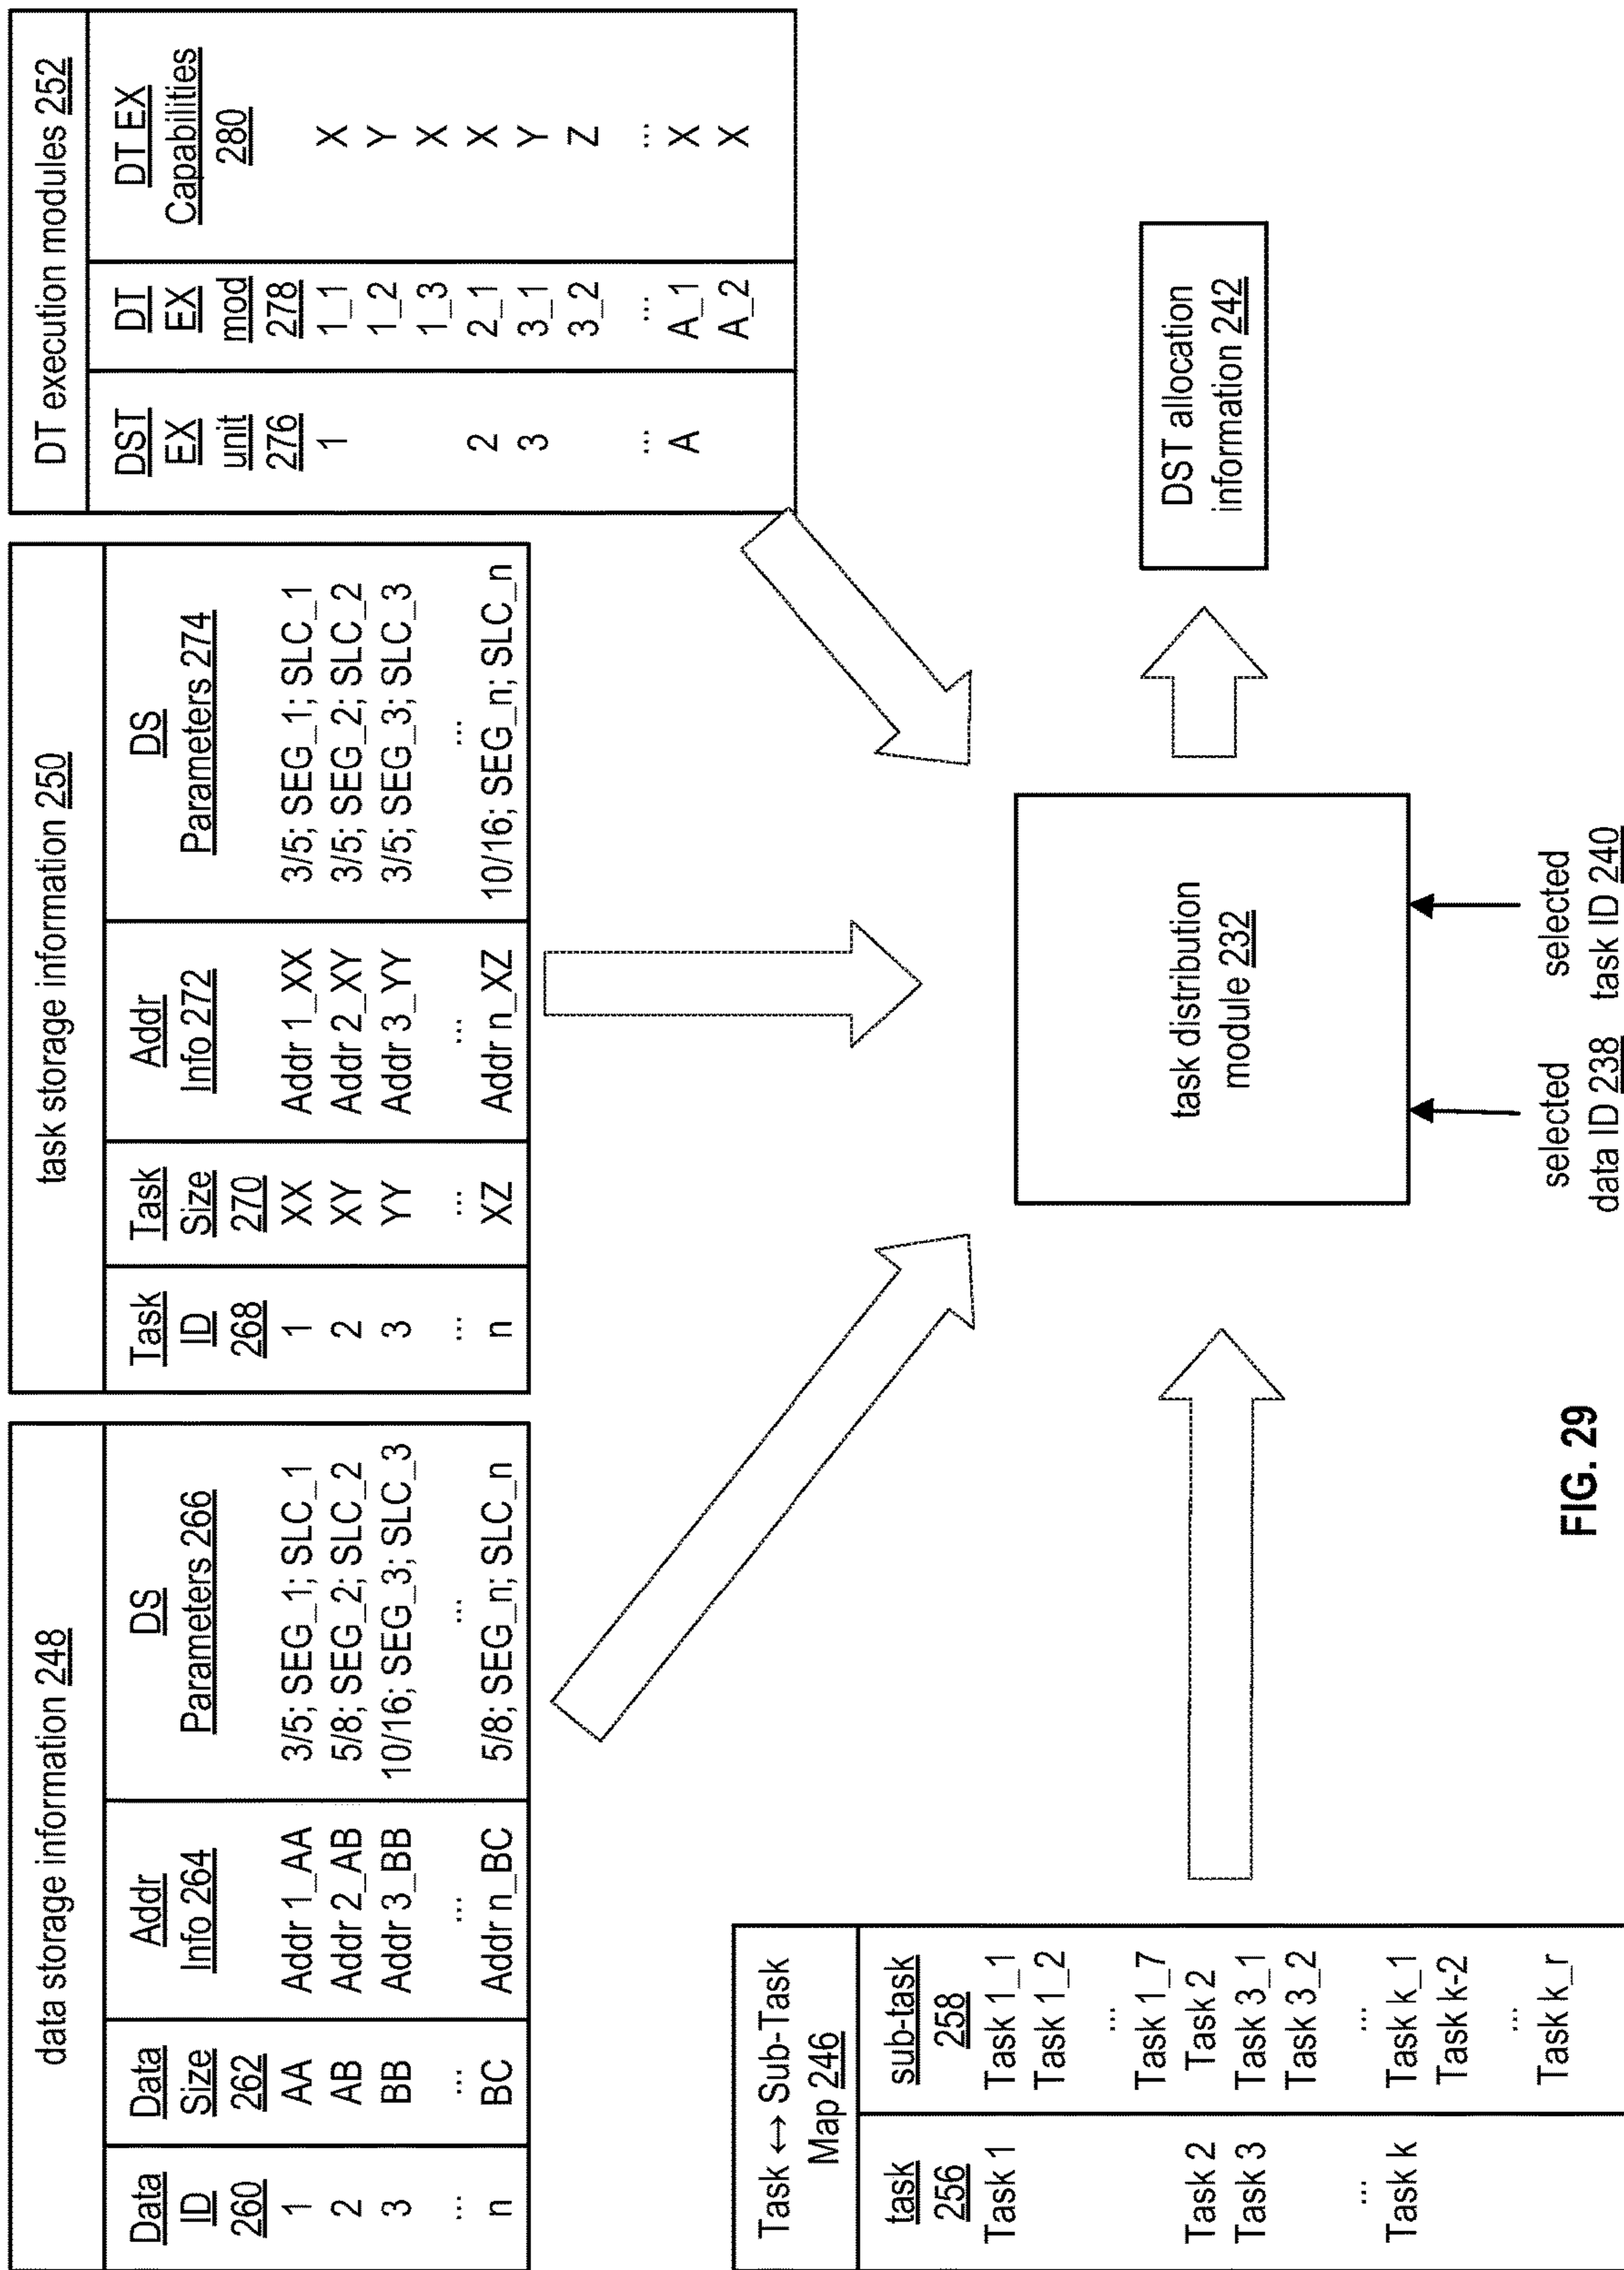 data storage information 248
Data ID 260 Data Size 262 Addr Info 264 DS Parameters 266
1 AA Addr 1_AA 3/5; SEG_1; SLC_1
2 AB Addr 2_AB 5/8; SEG_2; SLC_2
3 BB Addr 3_BB 10/16; SEG_3; SLC_3
... ... ... ...
n BC Addr n_BC 5/8; SEG_n; SLC_n
task storage information 250
Task ID 268 Task Size 270 Addr Info 272 DS Parameters 274
1 XX Addr 1_XX 3/5; SEG_1; SLC_1
2 XY Addr 2_XY 3/5; SEG_2; SLC_2
3 YY Addr 3_YY 3/5; SEG_3; SLC_3
... ... ... ...
n XZ Addr n_XZ 10/16; SEG_n; SLC_n
DT execution modules 252
DST EX unit 276 DT EX mod 278 DT EX Capabilities 280
1 1_1 X
1_2 Y
1_3 X
2 2_1 X
3 3_1 Y
3_2 Z
... ... ...
A A_1 X
A_2 X
Task ↔ Sub-Task
Map 246
task 256 sub-task 258
Task 1 Task 1_1
Task 1_2
...
Task 1_7
Task 2 Task 2
Task 3 Task 3_1
Task 3_2
... ...
Task k Task k_1
Task k-2
...
Task k_r
task distribution
module 232
DST allocation
information 242
selected
data ID 238
selected
task ID 240
FIG. 29